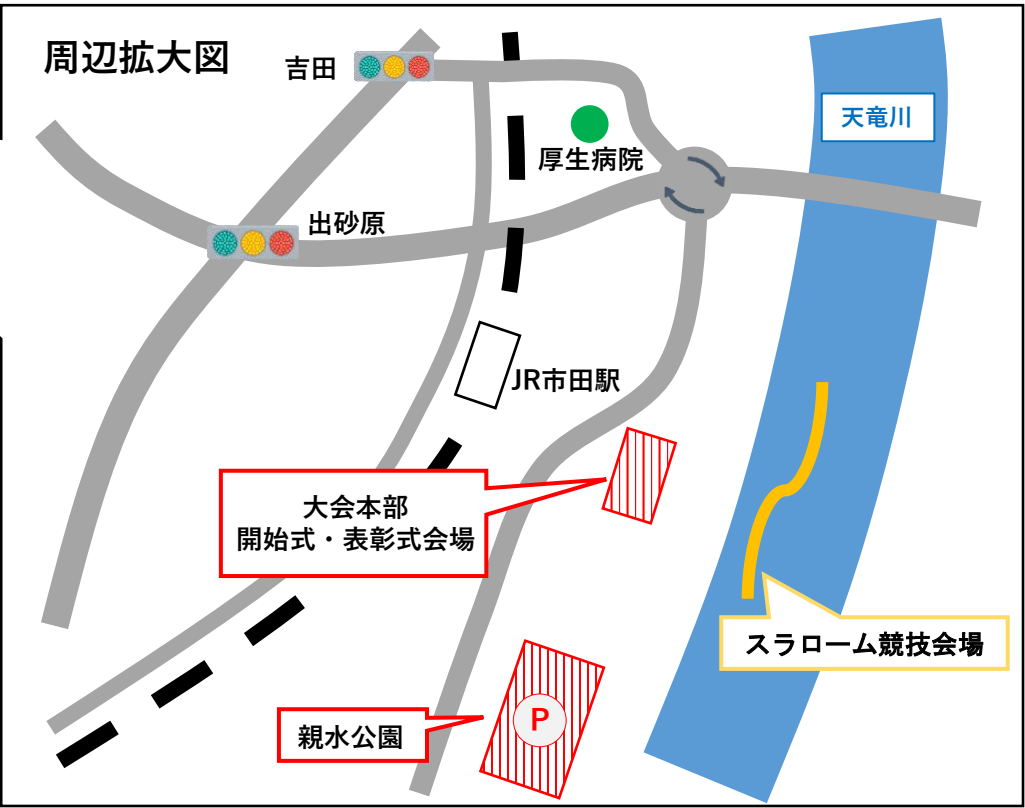 周辺拡大図
吉田
天竜川
厚生病院
出砂原
JR市田駅
大会本部
開始式・表彰式会場
スラローム競技会場
親水公園
P